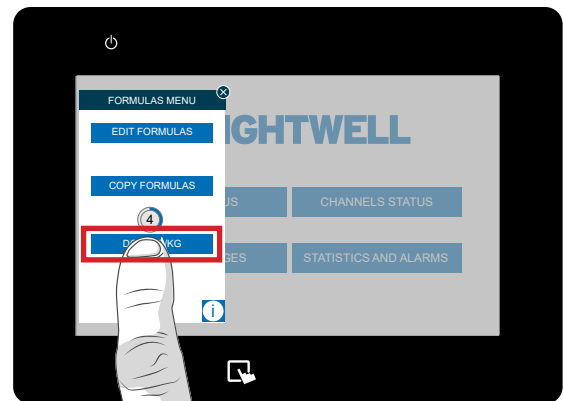 FORMULAS MENU
EDIT FORMULAS
COPY FORMULAS
4
CHANNELS STATUS
STATISTICS AND ALARMS
i